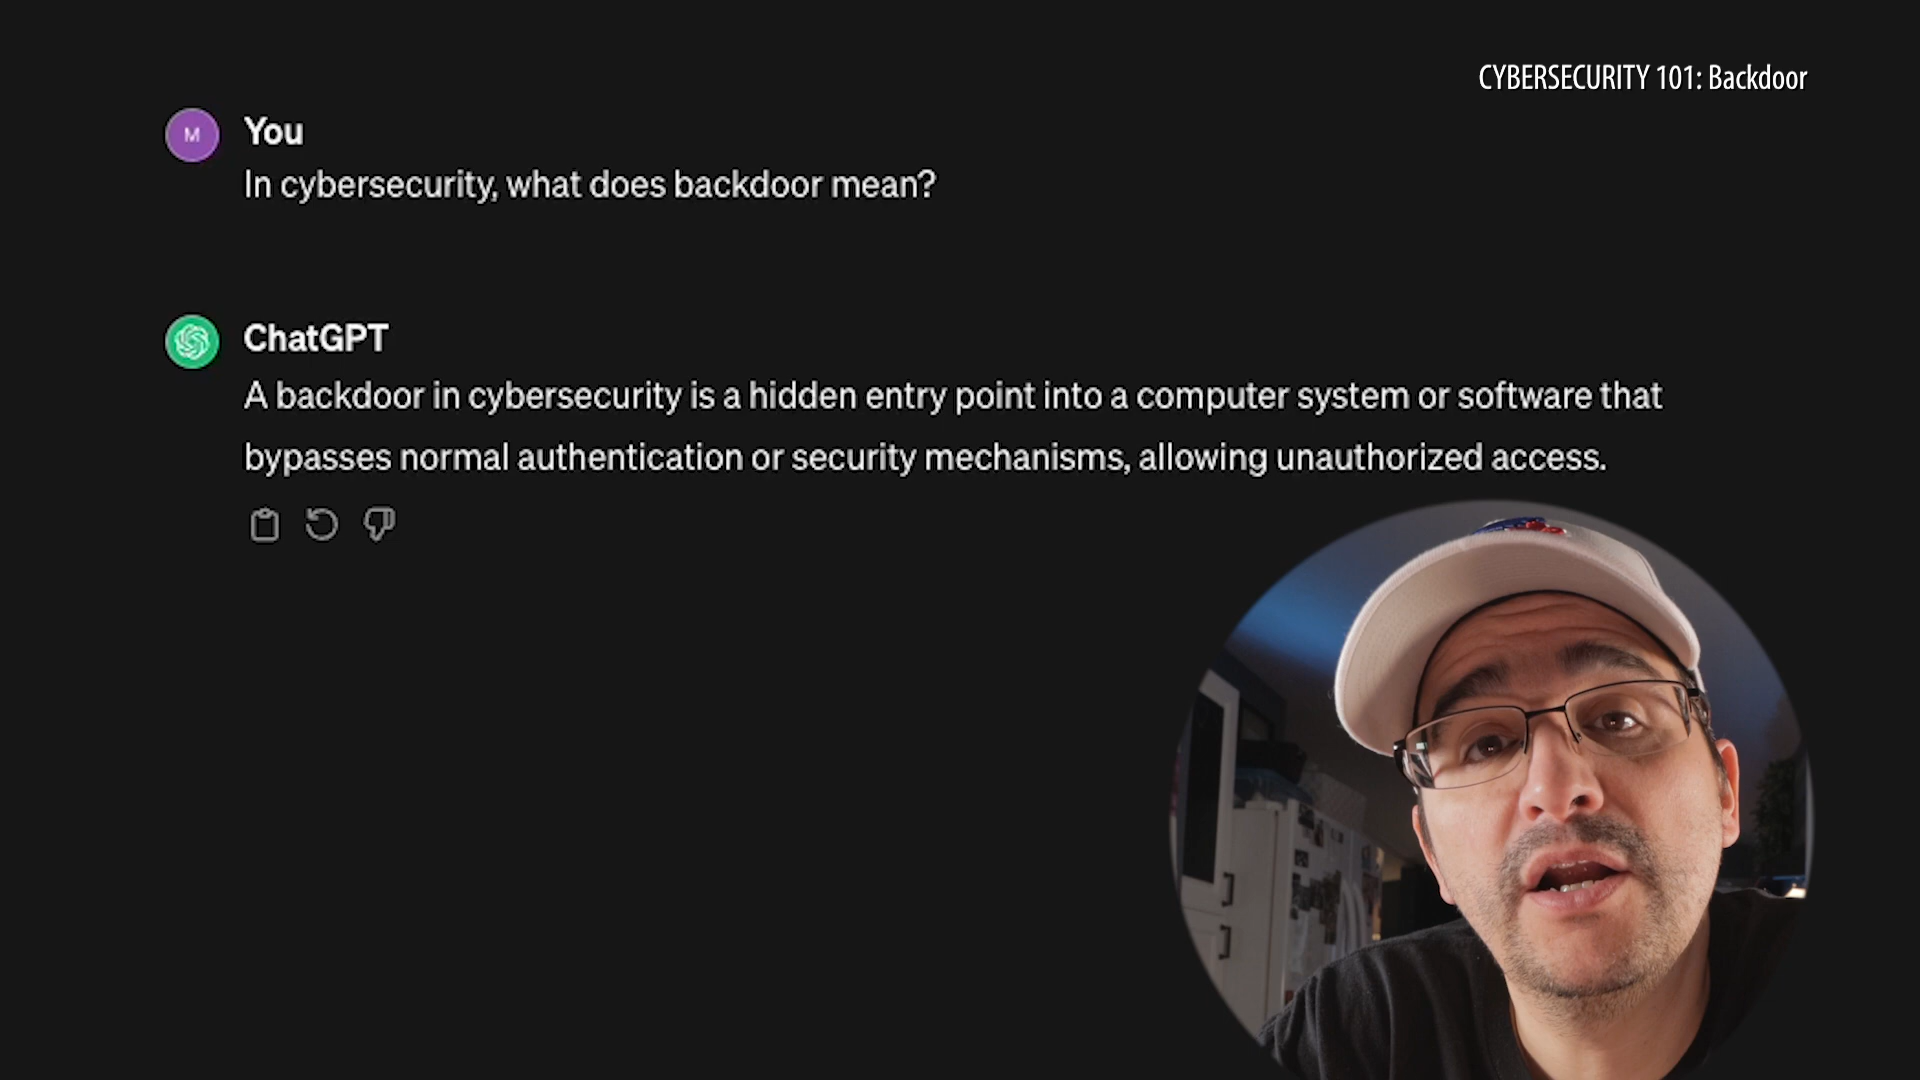 CYBERSECURITY 101: Backdoor
M
You
In cybersecurity, what does backdoor mean?
ChatGPT
A backdoor in cybersecurity is a hidden entry point into a computer system or software that
bypasses normal authentication or security mechanisms, allowing unauthorized access.